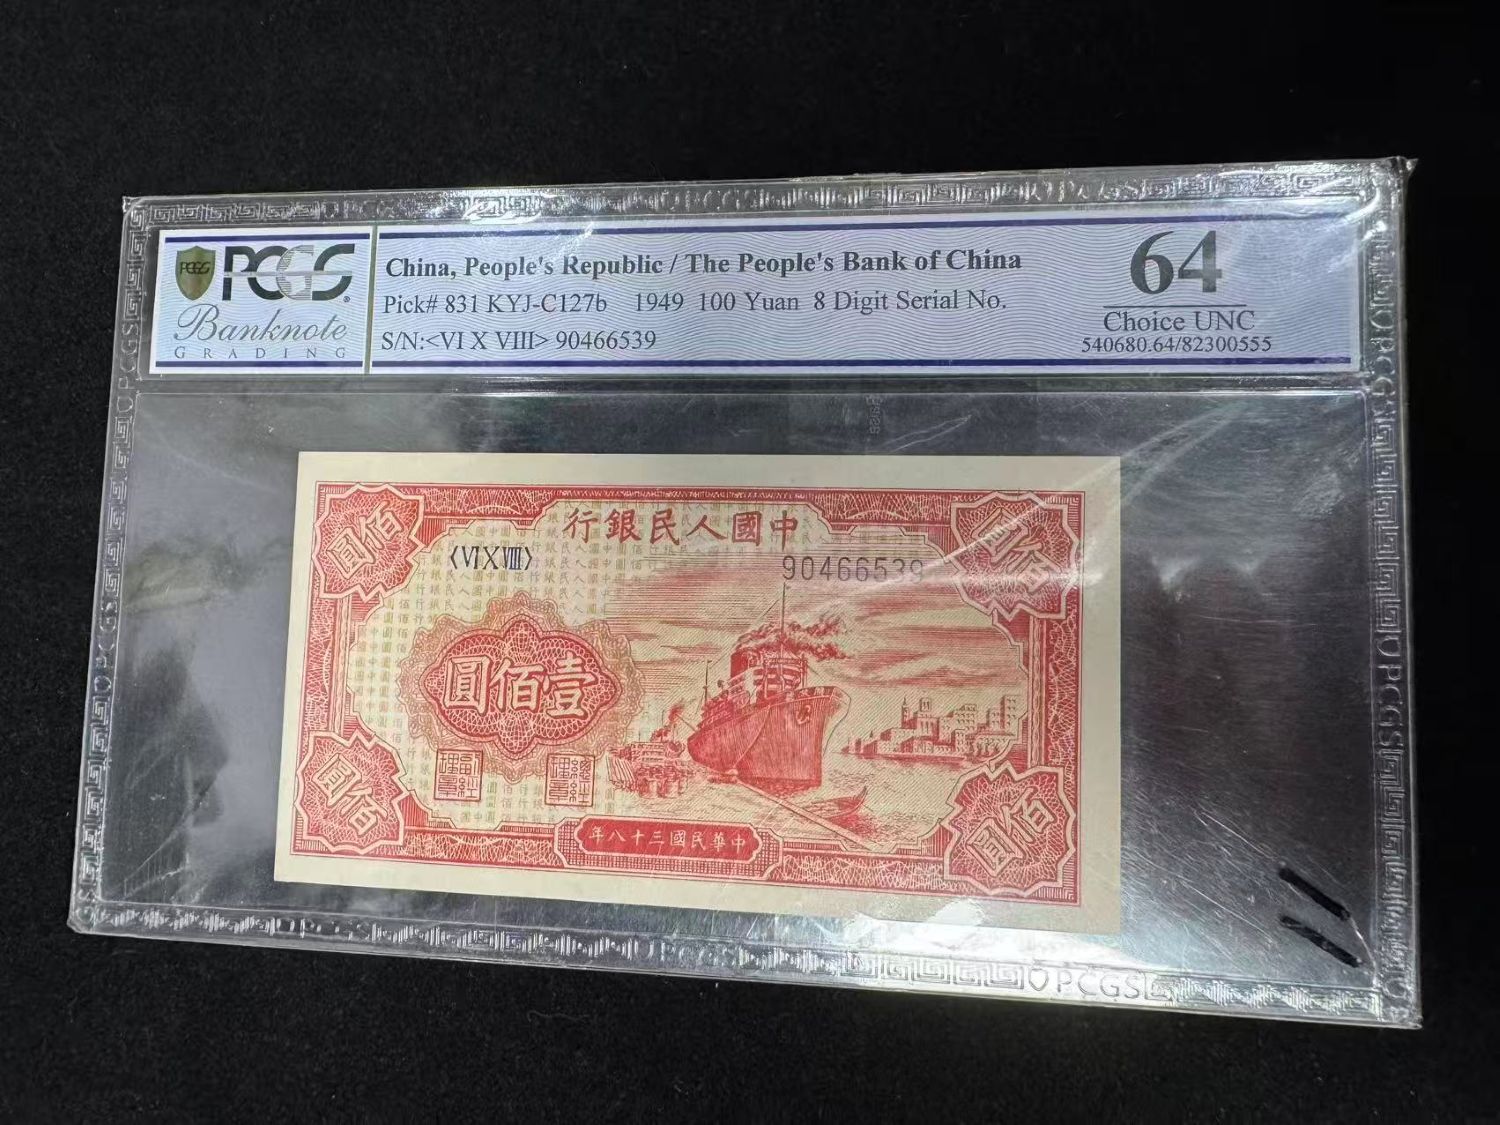 PCGS
Banknote
GRADING
China, People's Republic / The People's Bank of China
Pick# 831 KYJ-C127b 1949 100 Yuan 8 Digit Serial No.
S/N:<VI X VIII> 90466539
64
Choice UNC
540680.64/82300555
行銀民人國中
〈VI X VIII〉
90466539
圓佰
圓佰壹
圓佰
圓佰
年八十三國民華中
PCGS